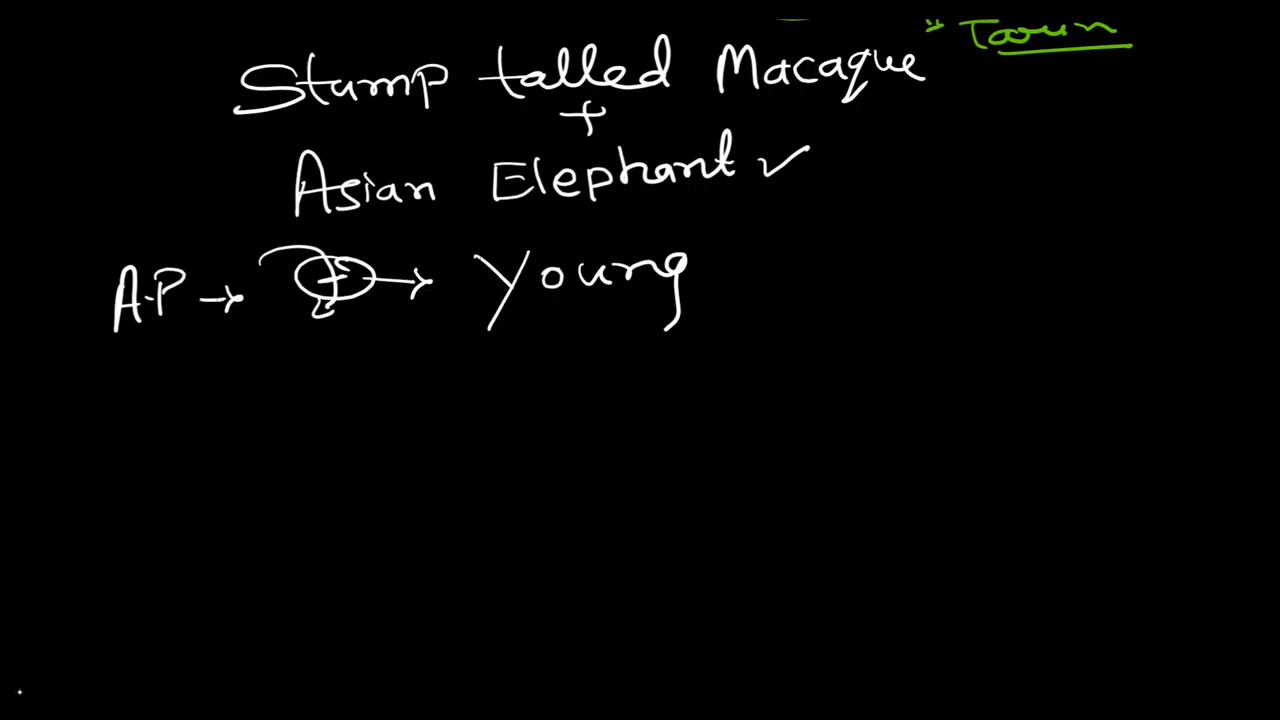 Taoun
Stump talled Macaque
+
Asian Elephant ✓
A.P → → Young